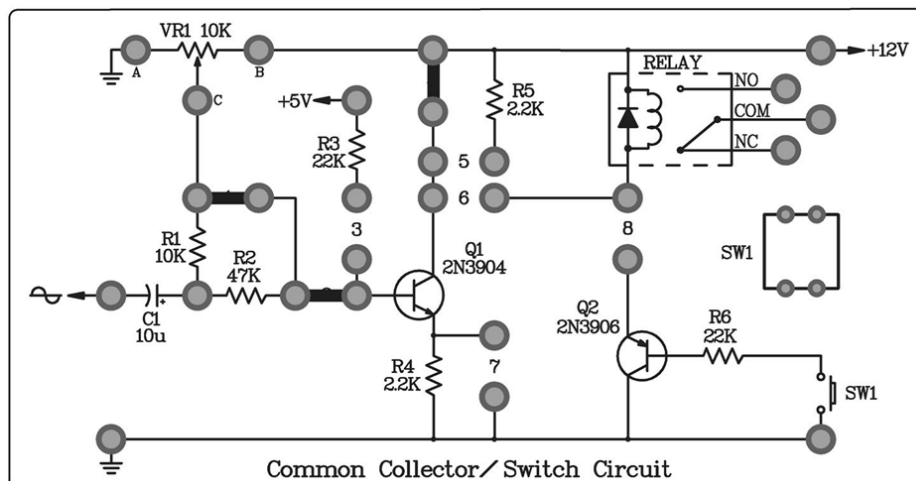 VR1 10K
A
B
C
+12V
RELAY
NO
COM
NC
+5V
R3
22K
R5
2.2K
5
6
3
8
R1
10K
R2
47K
Q1
2N3904
SW1
C1
10u
+
Q2
2N3906
R6
22K
R4
2.2K
7
SW1
Common Collector/Switch Circuit